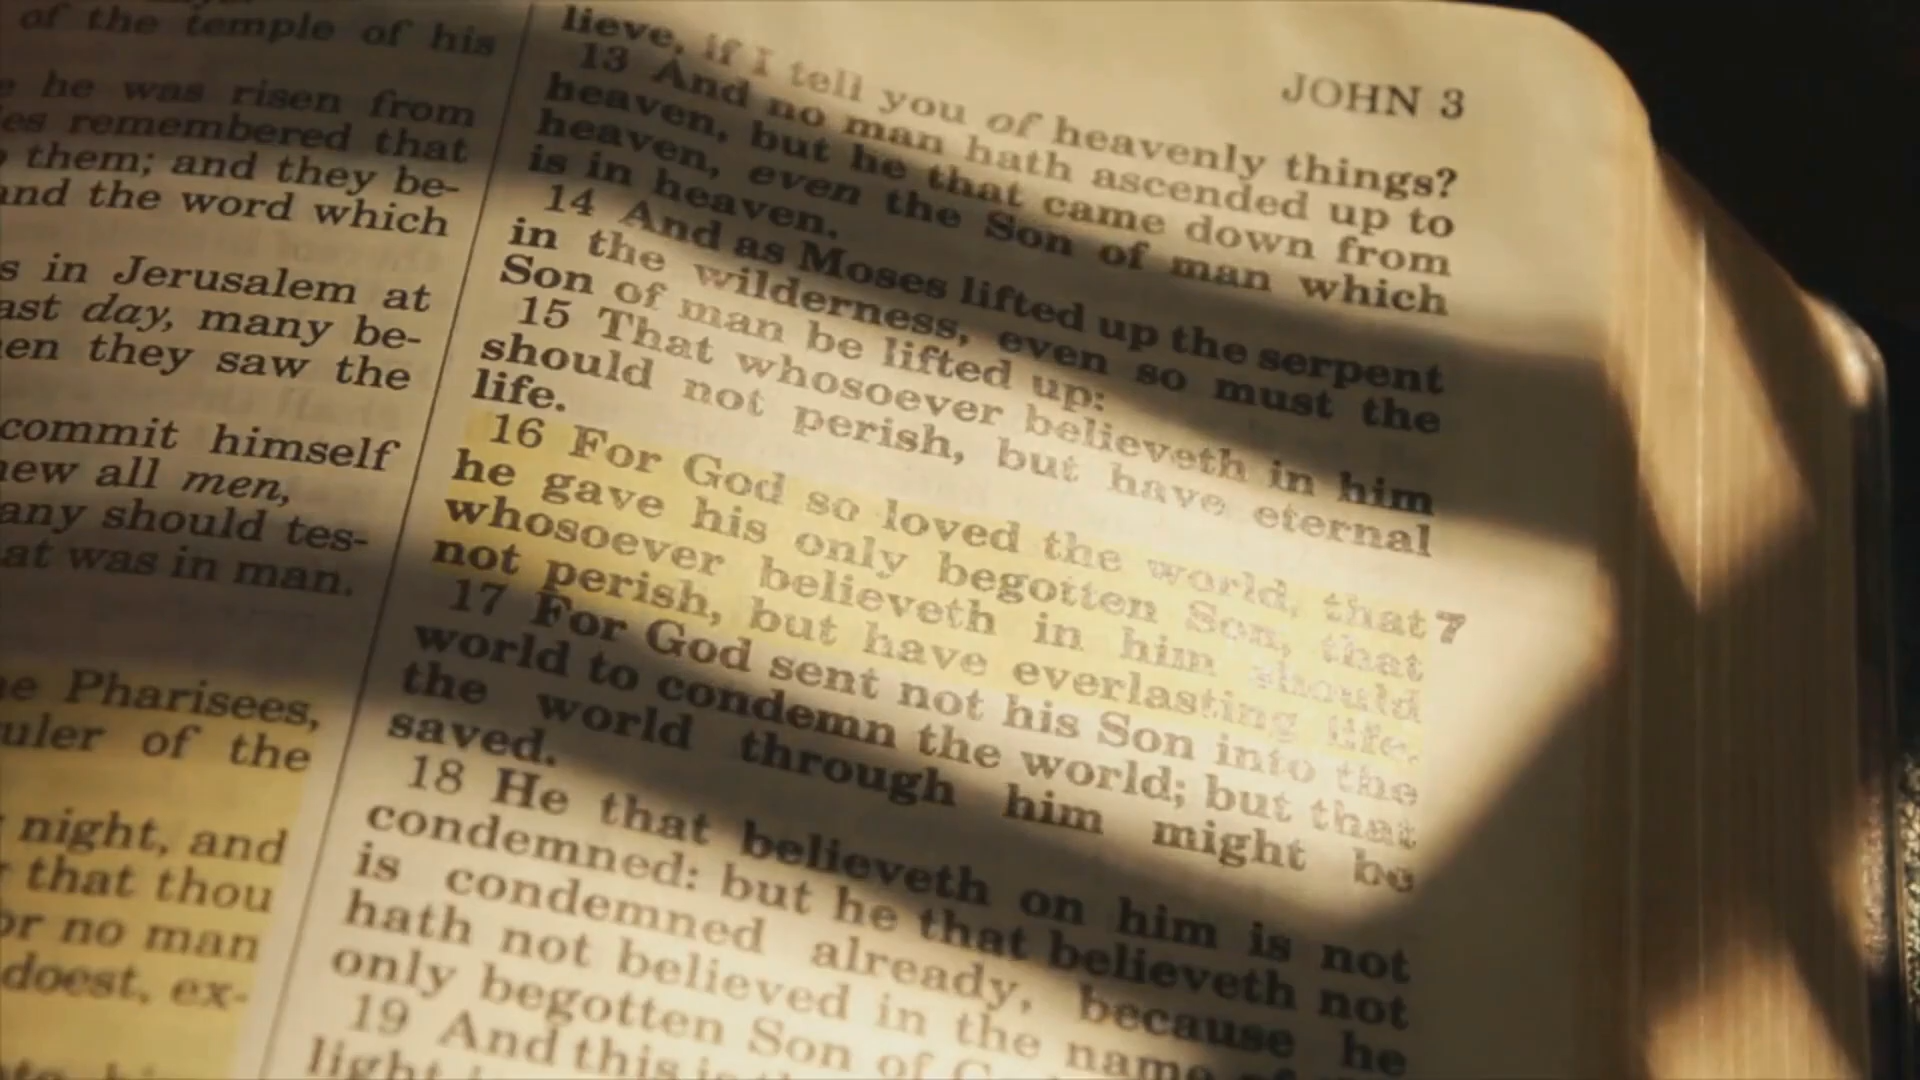 of the temple of his
he was risen from
remembered that
them; and they be-
and the word which
in Jerusalem at
day, many be-
they saw the
commit himself
all men,
any should tes-
at was in man.
Pharisees,
of the
night, and
that thou
no man
doest, ex-
JOHN 3
lieve, if I tell you of heavenly things?
13 And no man hath ascended up to
heaven, but he that came down from
heaven, even the Son of man which
is in heaven.
14 And as Moses lifted up the serpent
in the wilderness, even so must the
Son of man be lifted up:
15 That whosoever believeth in him
should not perish, but have eternal
life.
16 For God so loved the world, that 7
he gave his only begotten Son, that
whosoever believeth in him should
not perish, but have everlasting life.
17 For God sent not his Son into the
world to condemn the world; but that
the world through him might be
saved.
18 He that believeth on him is not
condemned: but he that believeth not
is condemned already, because he
hath not believed in the name of
only begotten Son of
19 And this is
light